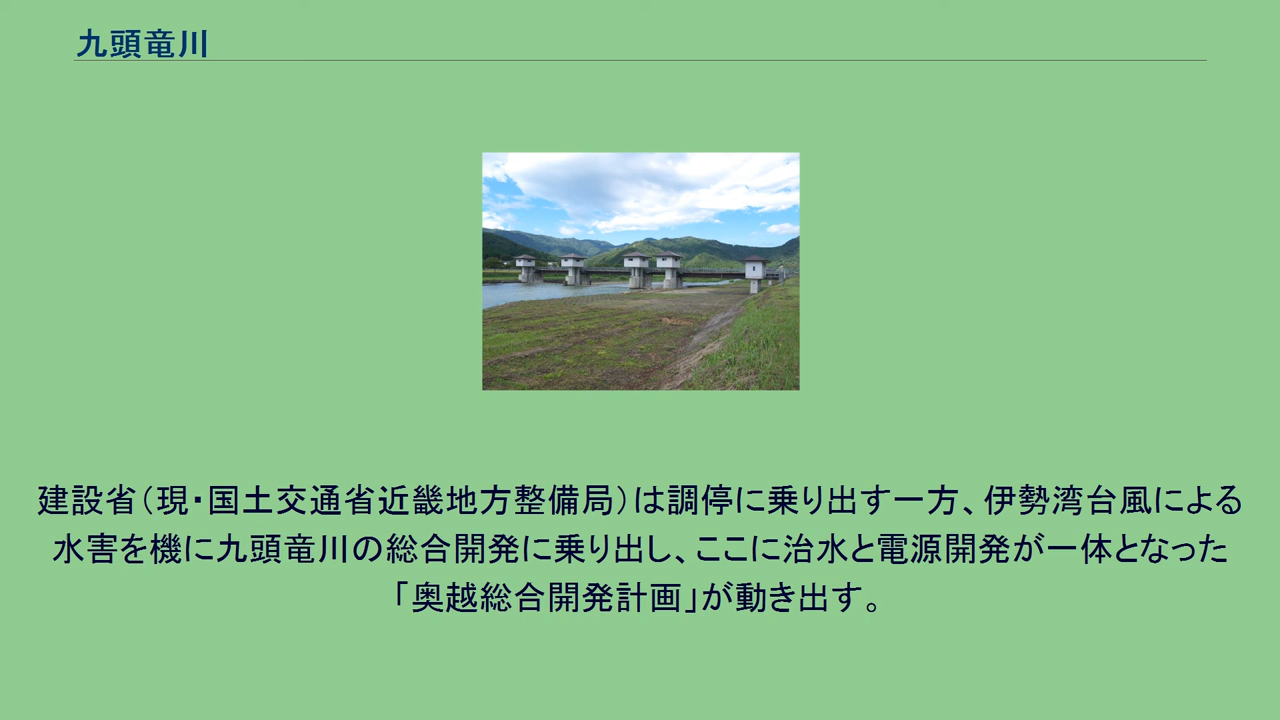 九頭竜川
建設省（現・国土交通省近畿地方整備局）は調停に乗り出す一方、伊勢湾台風による
水害を機に九頭竜川の総合開発に乗り出し、ここに治水と電源開発が一体となった
「奥越総合開発計画」が動き出す。